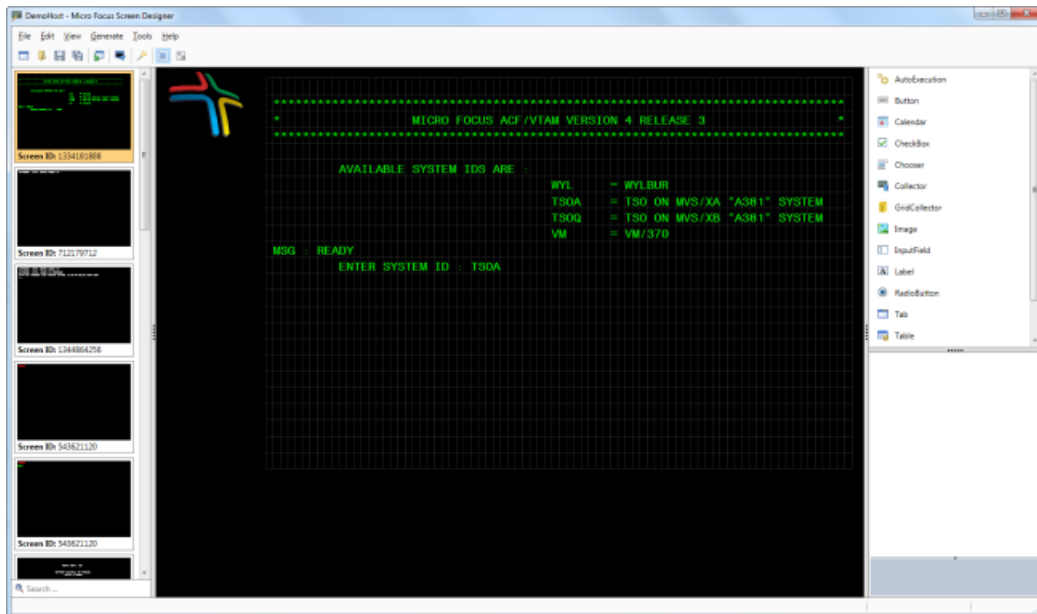 DemoHost - Micro Focus Screen Designer
File Edit View Generate Tools Help
Screen ID: 1334181868
Screen ID: 712179712
Screen ID: 1344864256
Screen ID: 543621120
Screen ID: 543621120
Search ...
********************************************************************************
* MICRO FOCUS ACF/VTAM VERSION 4 RELEASE 3 *
********************************************************************************
AVAILABLE SYSTEM IDS ARE :
WYL = WYLBUR
TSOA = TSO ON MVS/XA "A381" SYSTEM
TSOQ = TSO ON MVS/XB "A381" SYSTEM
VM = VM/370
MSG : READY
ENTER SYSTEM ID : TSOA
AutoExecution
Button
Calendar
CheckBox
Chooser
Collector
GridCollector
Image
InputField
Label
RadioButton
Tab
Table